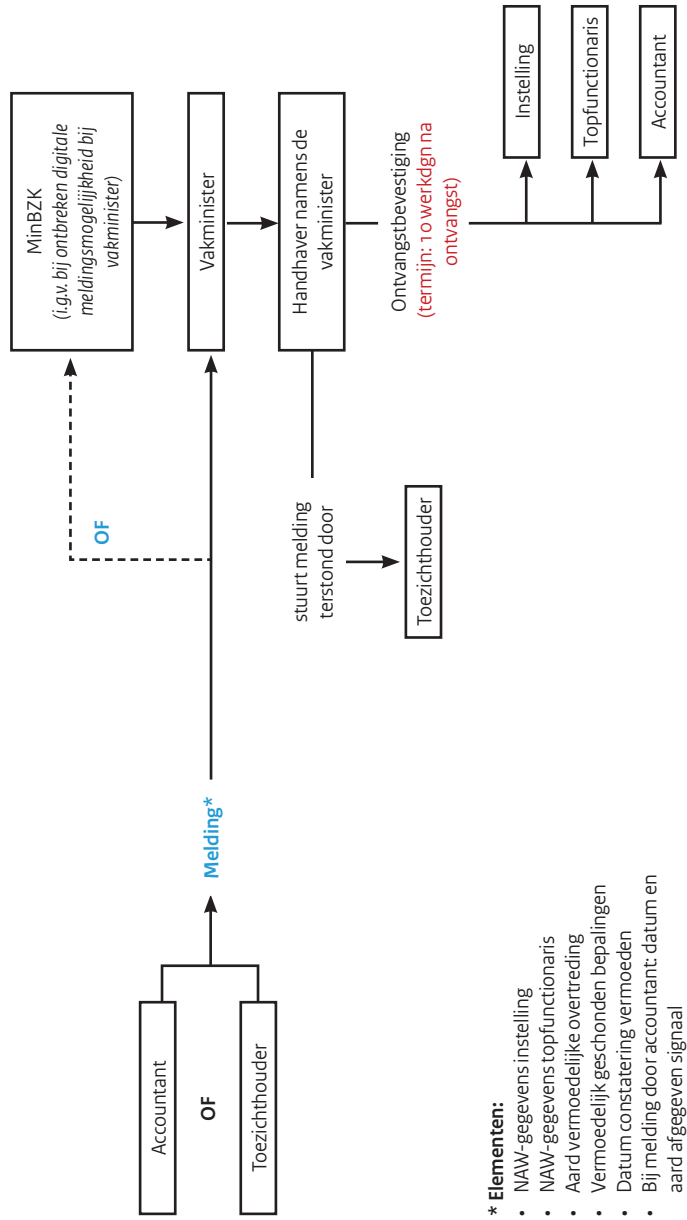 Accountant
OF
Toezichthouder
Melding*
OF
MinBZK
(i.g.v. bij ontbreken digitale
meldingsmogelijkheid bij
vakminister)
Vakminister
Handhaver namens de
vakminister
stuurt melding
terstond door
Toezichthouder
Ontvangstbevestiging
(termijn: 10 werkdgn na
ontvangst)
Instelling
Topfunctionaris
Accountant
* Elementen:
• NAW-gegevens instelling
• NAW-gegevens topfunctionaris
• Aard vermoedelijke overtreding
• Vermoedelijk geschonden bepalingen
• Datum constatering vermoeden
• Bij melding door accountant: datum en
aard afgegeven signaal